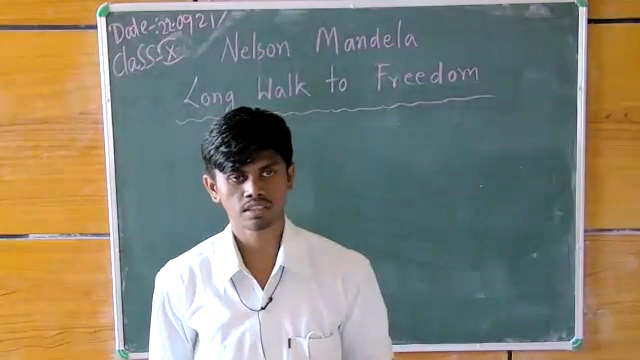 Date-:22.09.21/
Class-X
Nelson Mandela
Long Walk to Freedom